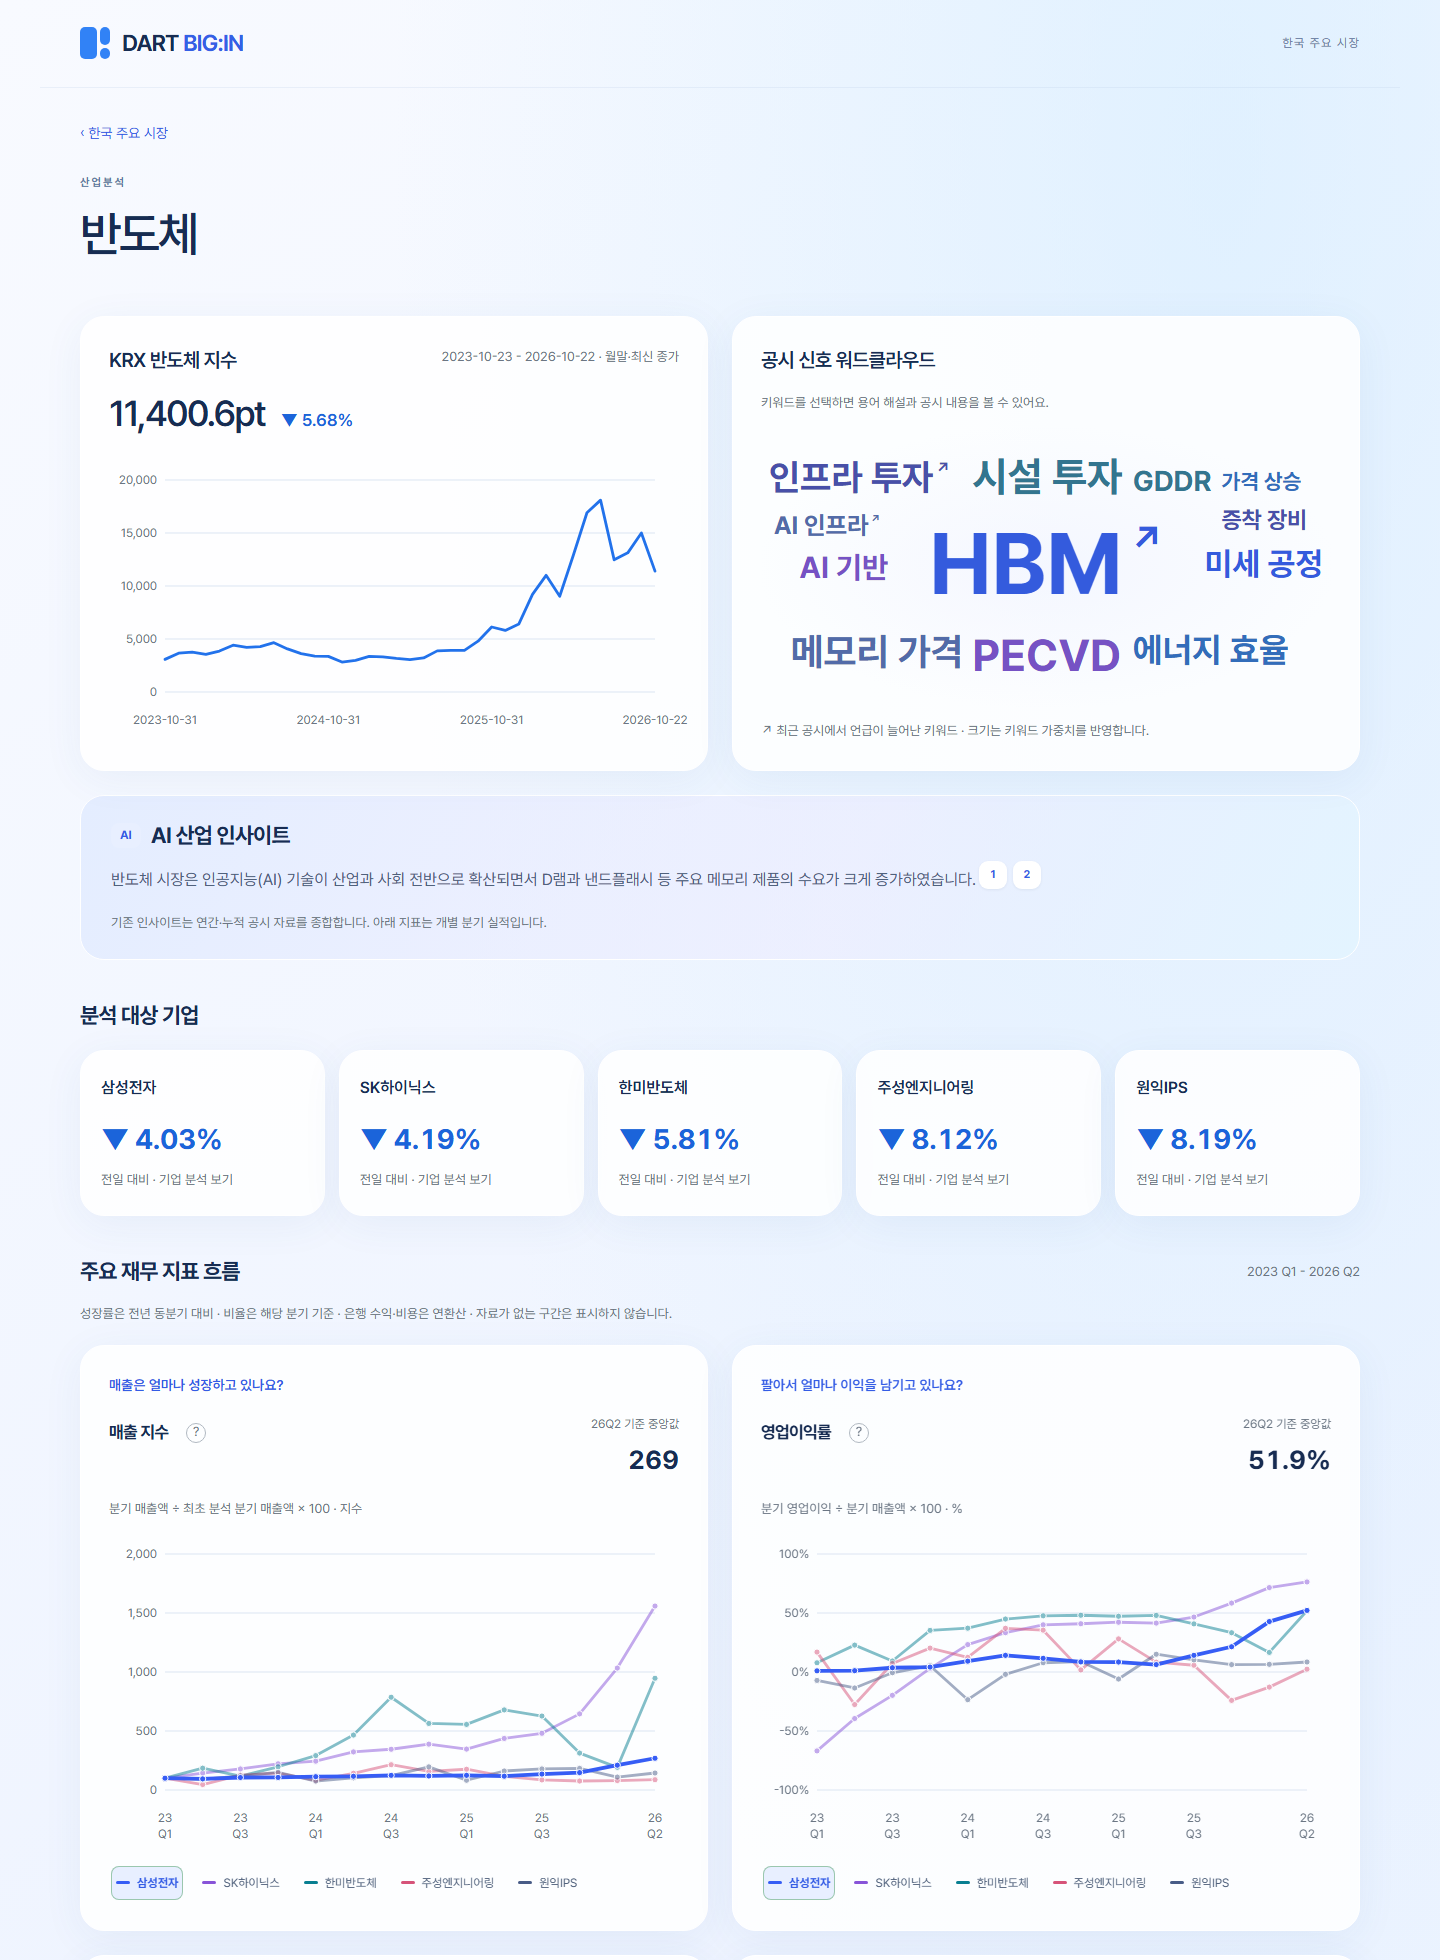 DART BIG:IN
한국 주요 시장
‹ 한국 주요 시장
산업분석
반도체
KRX 반도체 지수
2023-10-23 - 2026-10-22 · 월말·최신 종가
11,400.6pt ▼ 5.68%
20,000
15,000
10,000
5,000
0
2023-10-31
2024-10-31
2025-10-31
2026-10-22
공시 신호 워드클라우드
키워드를 선택하면 용어 해설과 공시 내용을 볼 수 있어요.
인프라 투자↗
시설 투자
GDDR
가격 상승
AI 인프라↗
증착 장비
AI 기반
HBM↗
미세 공정
메모리 가격
PECVD
에너지 효율
↗ 최근 공시에서 언급이 늘어난 키워드 · 크기는 키워드 가중치를 반영합니다.
AI
AI 산업 인사이트
반도체 시장은 인공지능(AI) 기술이 산업과 사회 전반으로 확산되면서 D램과 낸드플래시 등 주요 메모리 제품의 수요가 크게 증가하였습니다. 1 2
기존 인사이트는 연간·누적 공시 자료를 종합합니다. 아래 지표는 개별 분기 실적입니다.
분석 대상 기업
삼성전자
▼ 4.03%
전일 대비 · 기업 분석 보기
SK하이닉스
▼ 4.19%
전일 대비 · 기업 분석 보기
한미반도체
▼ 5.81%
전일 대비 · 기업 분석 보기
주성엔지니어링
▼ 8.12%
전일 대비 · 기업 분석 보기
원익IPS
▼ 8.19%
전일 대비 · 기업 분석 보기
주요 재무 지표 흐름
2023 Q1 - 2026 Q2
성장률은 전년 동분기 대비 · 비율은 해당 분기 기준 · 은행 수익·비용은 연환산 · 자료가 없는 구간은 표시하지 않습니다.
매출은 얼마나 성장하고 있나요?
매출 지수 ?
26Q2 기준 중앙값
269
분기 매출액 ÷ 최초 분석 분기 매출액 × 100 · 지수
2,000
1,500
1,000
500
0
23 Q1
23 Q3
24 Q1
24 Q3
25 Q1
25 Q3
26 Q2
삼성전자
SK하이닉스
한미반도체
주성엔지니어링
원익IPS
팔아서 얼마나 이익을 남기고 있나요?
영업이익률 ?
26Q2 기준 중앙값
51.9%
분기 영업이익 ÷ 분기 매출액 × 100 · %
100%
50%
0%
-50%
-100%
23 Q1
23 Q3
24 Q1
24 Q3
25 Q1
25 Q3
26 Q2
삼성전자
SK하이닉스
한미반도체
주성엔지니어링
원익IPS